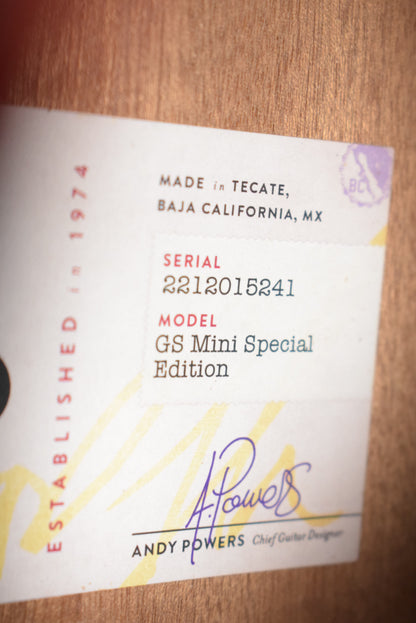 ESTABLISHED in 1974
MADE in TECATE,
BAJA CALIFORNIA, MX
BC
SERIAL
2212015241
MODEL
GS Mini Special
Edition
A. Powers
ANDY POWERS Chief Guitar Designer